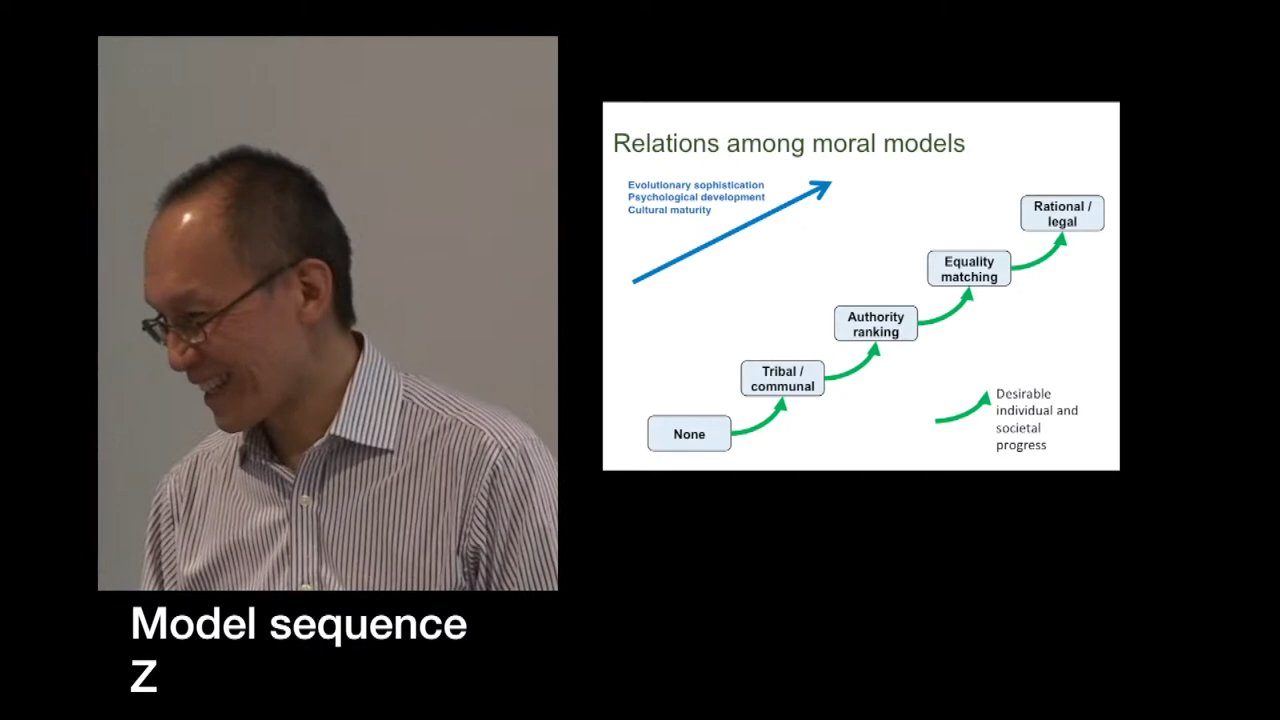 Relations among moral models
Evolutionary sophistication
Psychological development
Cultural maturity
Rational /
legal
Equality
matching
Authority
ranking
Tribal /
communal
None
Desirable
individual and
societal
progress
Model sequence
Z